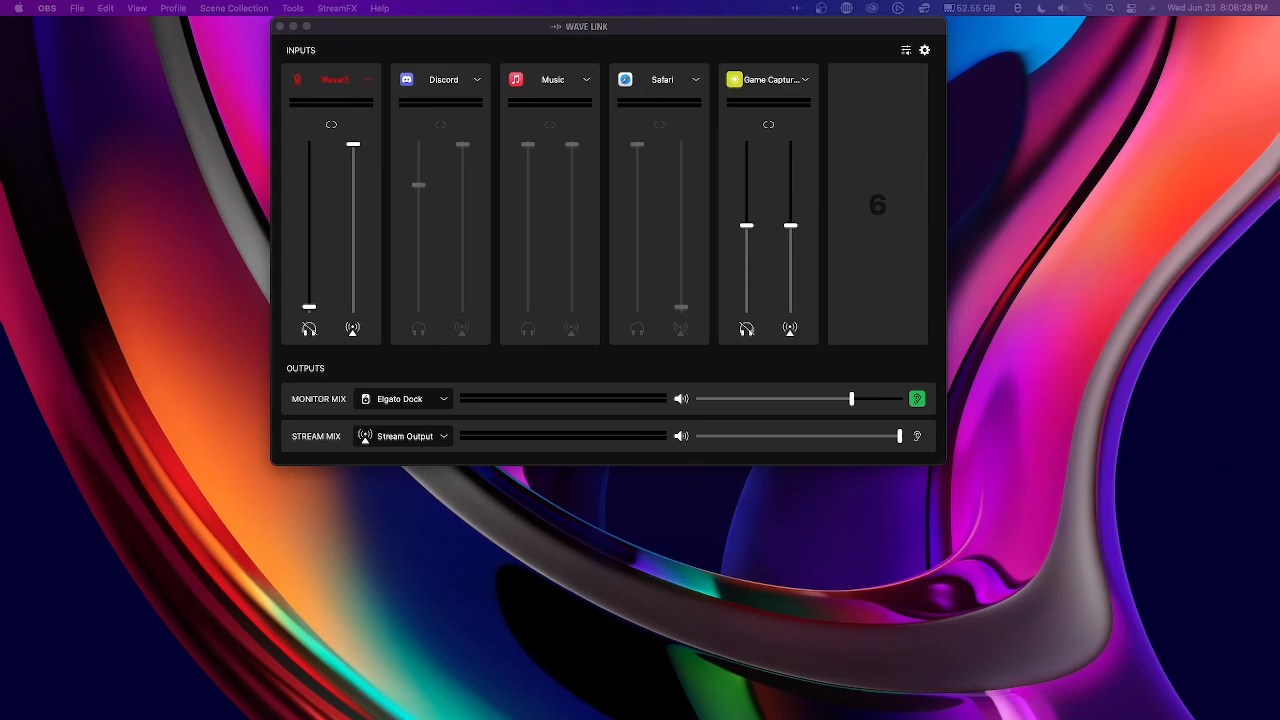 OBS File Edit View Profile Scene Collection Tools StreamFX Help 52.55 GB Wed Jun 23 8:06:28 PM
WAVE LINK
INPUTS
Discord Music Safari Game Captur...
6
OUTPUTS
MONITOR MIX Elgato Dock
STREAM MIX Stream Output